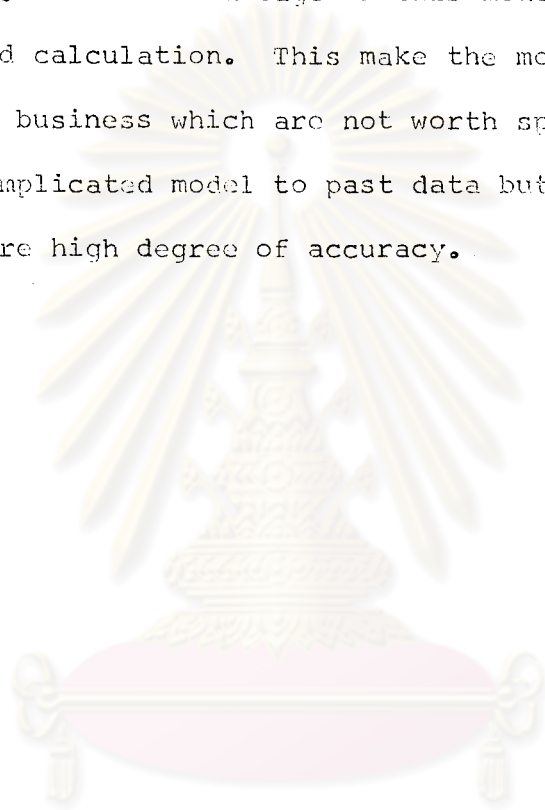 d calculation. This make the mo
business which are not worth sp
mplicated model to past data but
re high degree of accuracy.